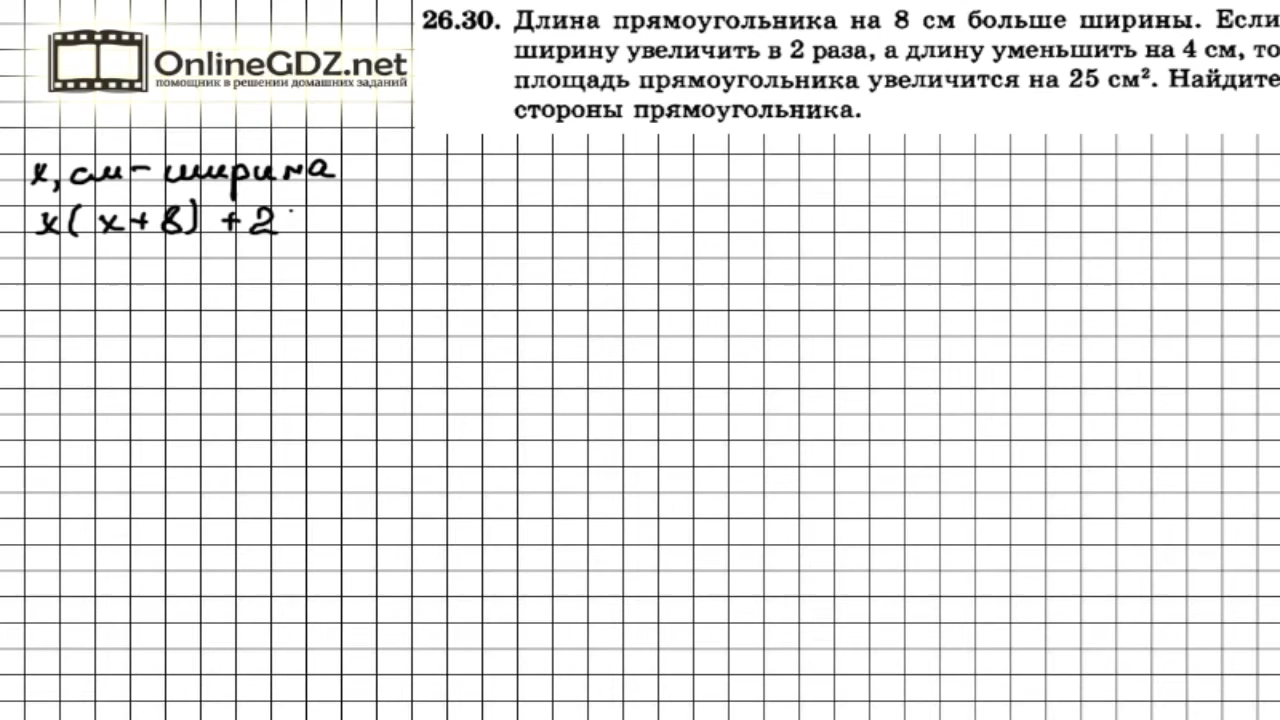 OnlineGDZ.net
помощник в решении домашних заданий
26.30. Длина прямоугольника на 8 см больше ширины. Если
ширину увеличить в 2 раза, а длину уменьшить на 4 см, то
площадь прямоугольника увеличится на 25 см². Найдите
стороны прямоугольника.
x, см - ширина
x(x+8) +2